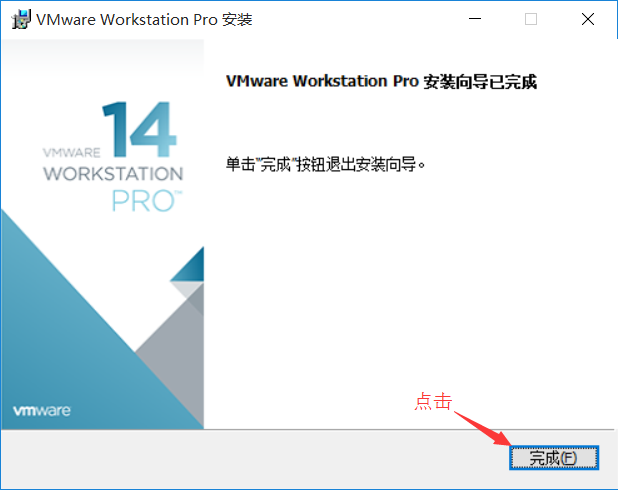 VMware Workstation Pro 安装
VMware Workstation Pro 安装向导已完成
14
VMWARE
WORKSTATION
PRO™
单击"完成"按钮退出安装向导。
vmware
点击
完成(F)